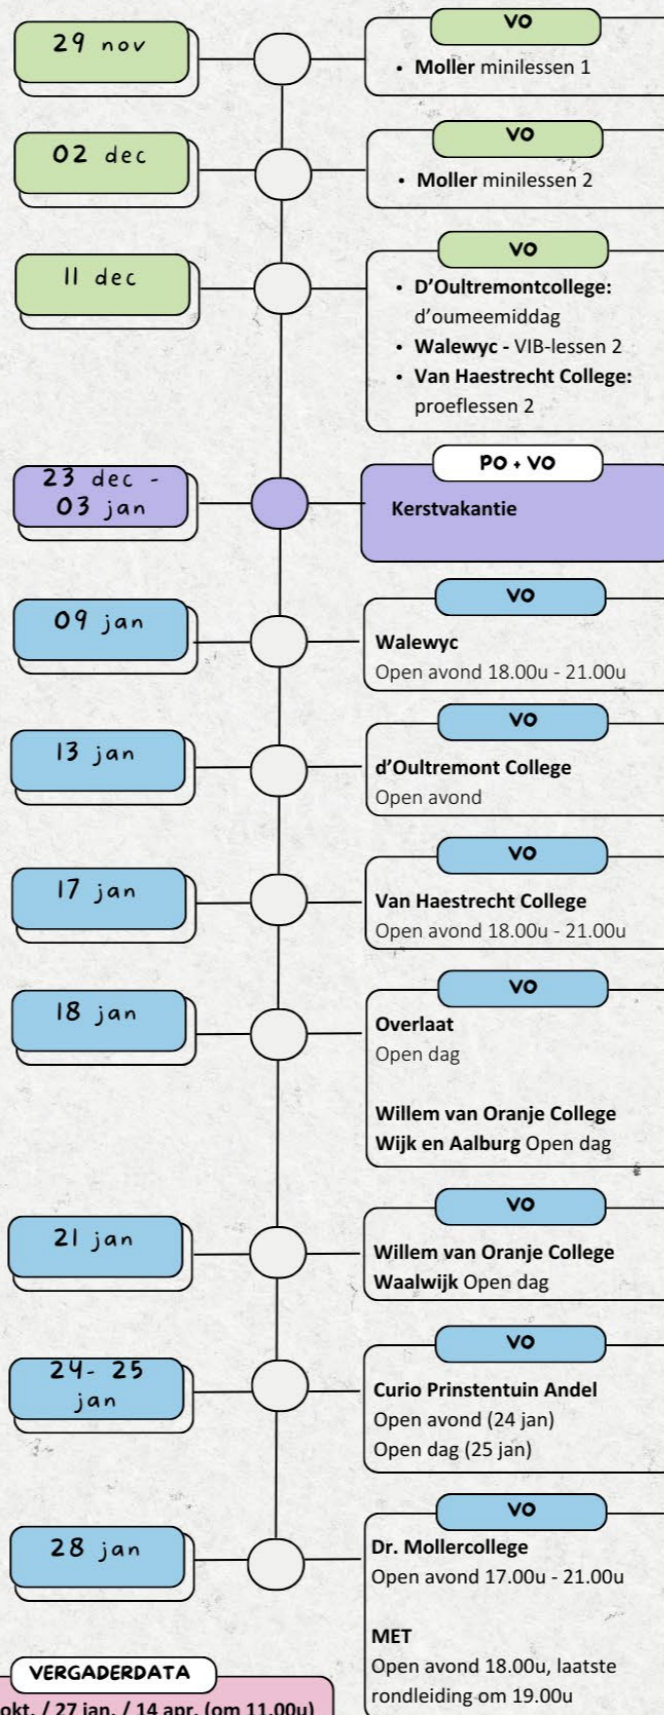 29 nov
VO
• Moller minilessen 1
02 dec
VO
• Moller minilessen 2
11 dec
VO
• D'Oultremontcollege:
d'oumeemiddag
• Walewyc - VIB-lessen 2
• Van Haestrecht College:
proeflessen 2
23 dec -
03 jan
PO + VO
Kerstvakantie
09 jan
VO
Walewyc
Open avond 18.00u - 21.00u
13 jan
VO
d'Oultremont College
Open avond
17 jan
VO
Van Haestrecht College
Open avond 18.00u - 21.00u
18 jan
VO
Overlaat
Open dag
Willem van Oranje College
Wijk en Aalburg Open dag
21 jan
VO
Willem van Oranje College
Waalwijk Open dag
24- 25
jan
VO
Curio Prinstentuin Andel
Open avond (24 jan)
Open dag (25 jan)
28 jan
VO
Dr. Mollercollege
Open avond 17.00u - 21.00u
MET
Open avond 18.00u, laatste
rondleiding om 19.00u
VERGADERDATA
okt. / 27 jan. / 14 apr. (om 11.00u)